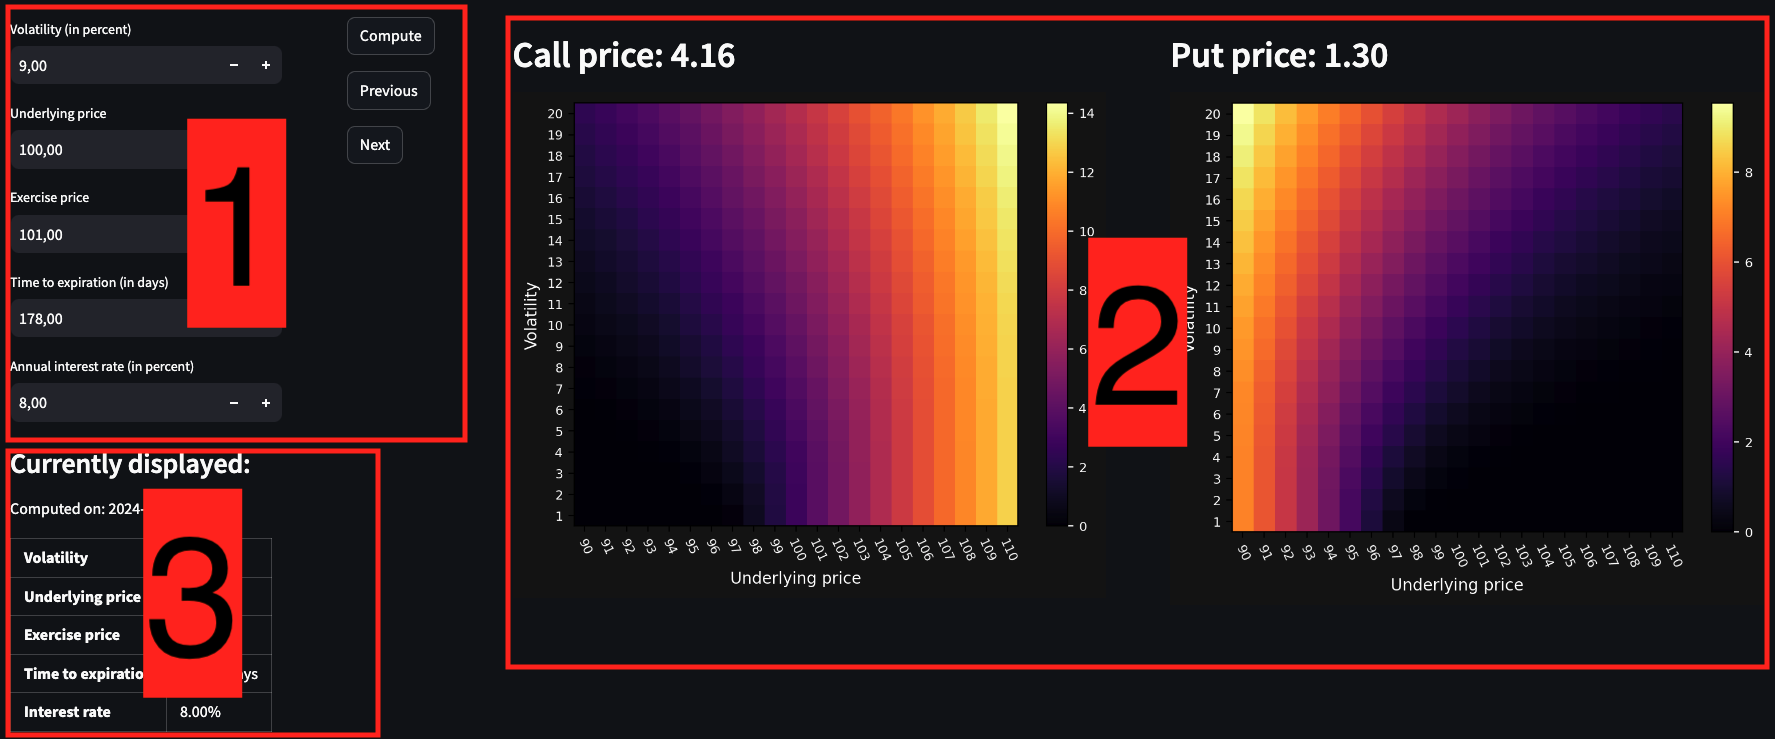 Volatility (in percent)
9,00
Underlying price
100,00
Exercise price
101,00
Time to expiration (in days)
178,00
Annual interest rate (in percent)
8,00
Compute
Previous
Next
1
Currently displayed:
Computed on: 2024-
Volatility
Underlying price
Exercise price
Time to expiratio
Interest rate 8.00%
3
Call price: 4.16
20
19
18
17
16
15
14
13
12
11
10
9
8
7
6
5
4
3
2
1
Volatility
90 91 92 93 94 95 96 97 98 99 100 101 102 103 104 105 106 107 108 109 110
Underlying price
14
12
10
8
6
4
2
0
2
Put price: 1.30
20
19
18
17
16
15
14
13
12
11
10
9
8
7
6
5
4
3
2
1
Volatility
90 91 92 93 94 95 96 97 98 99 100 101 102 103 104 105 106 107 108 109 110
Underlying price
8
6
4
2
0